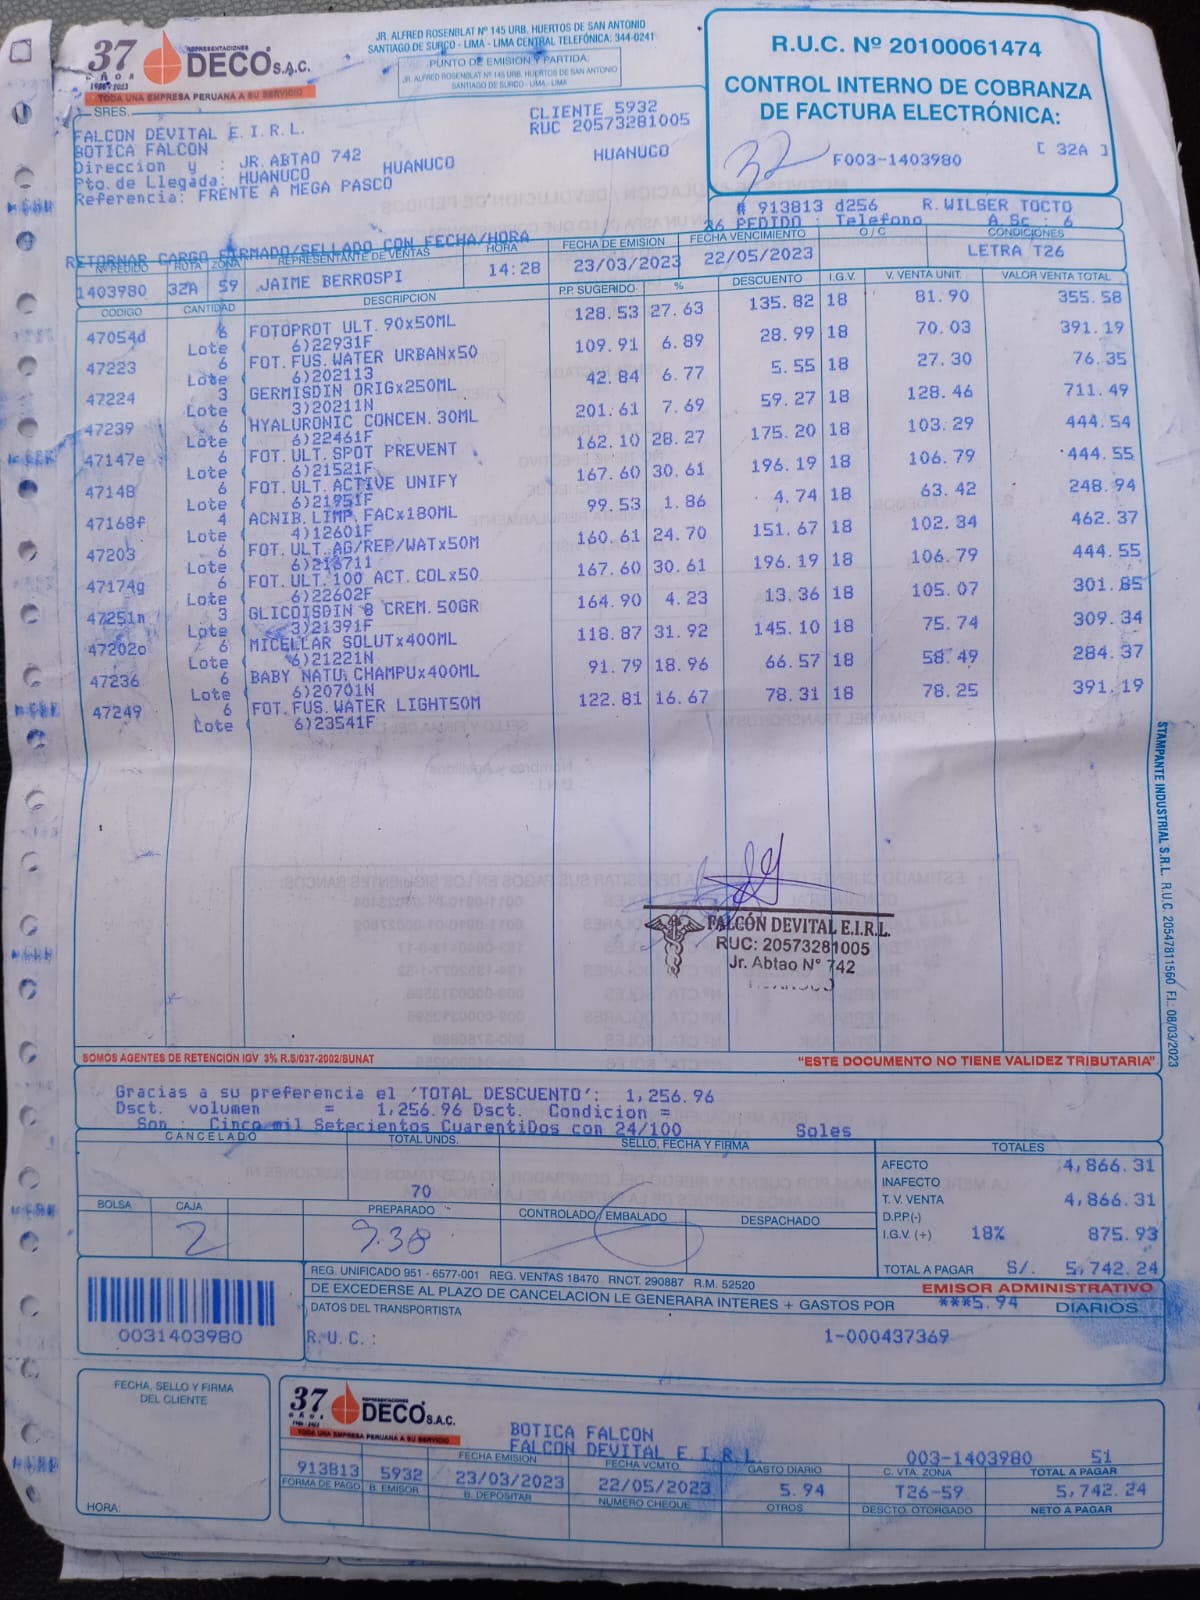 37 AÑOS 1986-2023
REPRESENTACIONES
DECO S.A.C.
TODA UNA EMPRESA PERUANA A SU SERVICIO
JR. ALFRED ROSENBLAT Nº 145 URB. HUERTOS DE SAN ANTONIO
SANTIAGO DE SURCO - LIMA - LIMA CENTRAL TELEFÓNICA: 344-0241
PUNTO DE EMISION Y PARTIDA:
JR. ALFRED ROSENBLAT Nº 145 URB. HUERTOS DE SAN ANTONIO
SANTIAGO DE SURCO - LIMA - LIMA
R.U.C. Nº 20100061474
CONTROL INTERNO DE COBRANZA
DE FACTURA ELECTRÓNICA:
32 F003-1403980 [ 32A ]
SRES.
FALCON DEVITAL E.I.R.L.
BOTICA FALCON
Direccion y : JR. ABTAO 742
Pto.de Llegada: HUANUCO HUANUCO HUANUCO
Referencia: FRENTE A MEGA PASCO
CLIENTE 5932
RUC 20573281005
# 913813 d256 R.WILSER TOCTO
26 PEDIDO : Telefono A.Sc : 6
RETORNAR CARGO FIRMADO/SELLADO CON FECHA/HORA
Nº PEDIDO RUTA ZONA REPRESENTANTE DE VENTAS HORA FECHA DE EMISION FECHA VENCIMIENTO O / C CONDICIONES
1403980 32A 59 JAIME BERROSPI 14:28 23/03/2023 22/05/2023 LETRA T26
CODIGO CANTIDAD DESCRIPCION P.P. SUGERIDO % DESCUENTO I.G.V. V. VENTA UNIT. VALOR VENTA TOTAL
47054d 6 FOTOPROT ULT.90x50ML 128.53 27.63 135.82 18 81.90 355.58
Lote ( 6)22931F
47223 6 FOT.FUS.WATER URBANx50 109.91 6.89 28.99 18 70.03 391.19
Lote ( 6)202113
47224 3 GERMISDIN ORIGx250ML 42.84 6.77 5.55 18 27.30 76.35
Lote ( 3)20211N
47239 6 HYALURONIC CONCEN.30ML 201.61 7.69 59.27 18 128.46 711.49
Lote ( 6)22461F
47147e 6 FOT.ULT.SPOT PREVENT 162.10 28.27 175.20 18 103.29 444.54
Lote ( 6)21521F
47148 6 FOT.ULT.ACTIVE UNIFY 167.60 30.61 196.19 18 106.79 444.55
Lote ( 6)21951F
47168f 4 ACNIB.LIMP.FACx180ML 99.53 1.86 4.74 18 63.42 248.94
Lote ( 4)12601F
47203 6 FOT.ULT.AG/REP/WATx50M 160.61 24.70 151.67 18 102.34 462.37
Lote ( 6)213711
47174g 6 FOT.ULT.100 ACT.COLx50 167.60 30.61 196.19 18 106.79 444.55
Lote ( 6)22602F
47251n 3 GLICOISDIN 8 CREM.50GR 164.90 4.23 13.36 18 105.07 301.85
Lote ( 3)21391F
47202o 6 MICELLAR SOLUTx400ML 118.87 31.92 145.10 18 75.74 309.34
Lote ( 6)21221N
47236 6 BABY NATU.CHAMPUx400ML 91.79 18.96 66.57 18 58.49 284.37
Lote ( 6)20701N
47249 6 FOT.FUS.WATER LIGHT50M 122.81 16.67 78.31 18 78.25 391.19
Lote ( 6)23541F
FALCÓN DEVITAL E.I.R.L.
RUC: 20573281005
Jr. Abtao N° 742
STAMPANTE INDUSTRIAL S.R.L. R.U.C. 20547811560 F.I.: 08/03/2023
SOMOS AGENTES DE RETENCION IGV 3% R.S/037-2002/SUNAT
"ESTE DOCUMENTO NO TIENE VALIDEZ TRIBUTARIA"
Gracias a su preferencia el 'TOTAL DESCUENTO': 1,256.96
Dsct. volumen = 1,256.96 Dsct. Condicion =
Son : Cinco mil Setecientos CuarentiDos con 24/100 Soles
CANCELADO TOTAL UNDS. SELLO, FECHA Y FIRMA TOTALES
70
AFECTO 4,866.31
INAFECTO
T. V. VENTA 4,866.31
D.P.P.(-)
I.G.V. (+) 18% 875.93
TOTAL A PAGAR S/. 5,742.24
BOLSA CAJA PREPARADO CONTROLADO/EMBALADO DESPACHADO
2 9.38
REG. UNIFICADO 951 - 6577-001 REG. VENTAS 18470 RNCT. 290887 R.M. 52520
EMISOR ADMINISTRATIVO
DE EXCEDERSE AL PLAZO DE CANCELACION LE GENERARA INTERES + GASTOS POR ***5.94 DIARIOS
DATOS DEL TRANSPORTISTA
0031403980
R.U.C.: 1-000437369
FECHA, SELLO Y FIRMA
DEL CLIENTE
HORA:
37 AÑOS
REPRESENTACIONES
DECO S.A.C.
TODA UNA EMPRESA PERUANA A SU SERVICIO
BOTICA FALCON
FALCON DEVITAL E.I.R.L.
003-1403980 51
FECHA EMISION FECHA VCMTO GASTO DIARIO C. VTA. ZONA TOTAL A PAGAR
913813 5932 23/03/2023 22/05/2023 5.94 T26-59 5,742.24
FORMA DE PAGO B. EMISOR B. DEPOSITAR NUMERO CHEQUE OTROS DESCTO. OTORGADO NETO A PAGAR